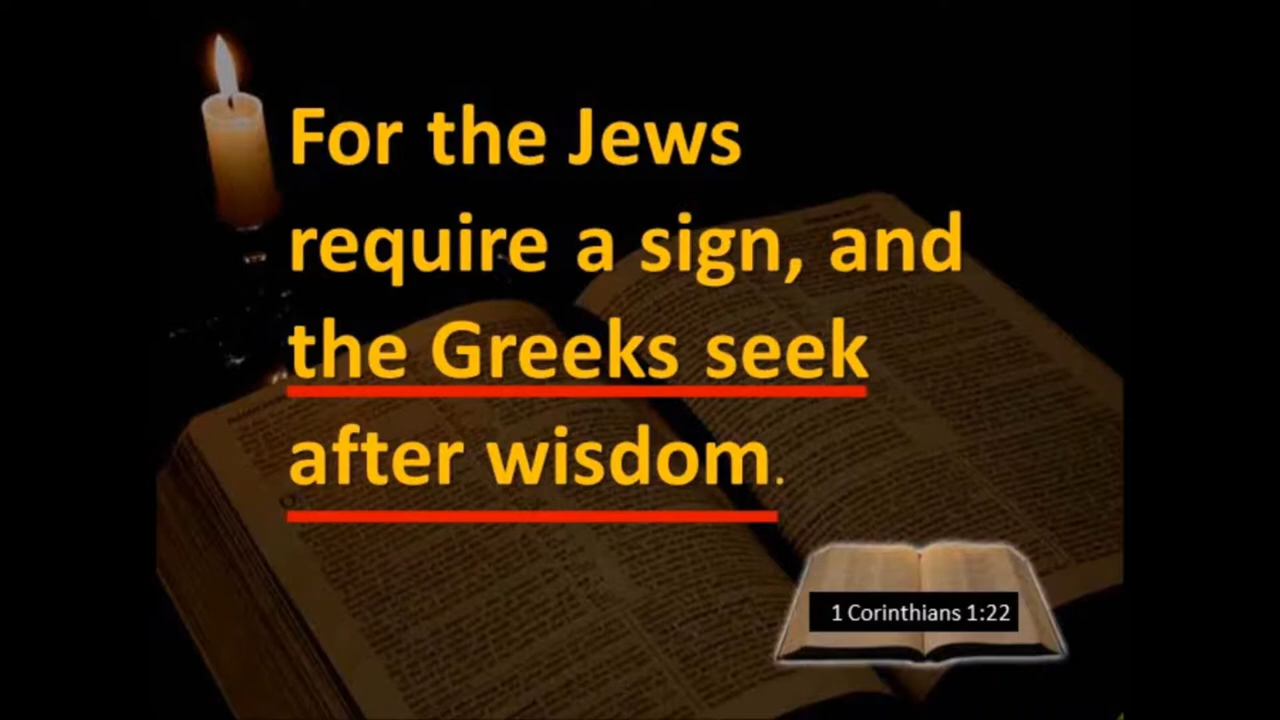 For the Jews
require a sign, and
the Greeks seek
after wisdom.
1 Corinthians 1:22